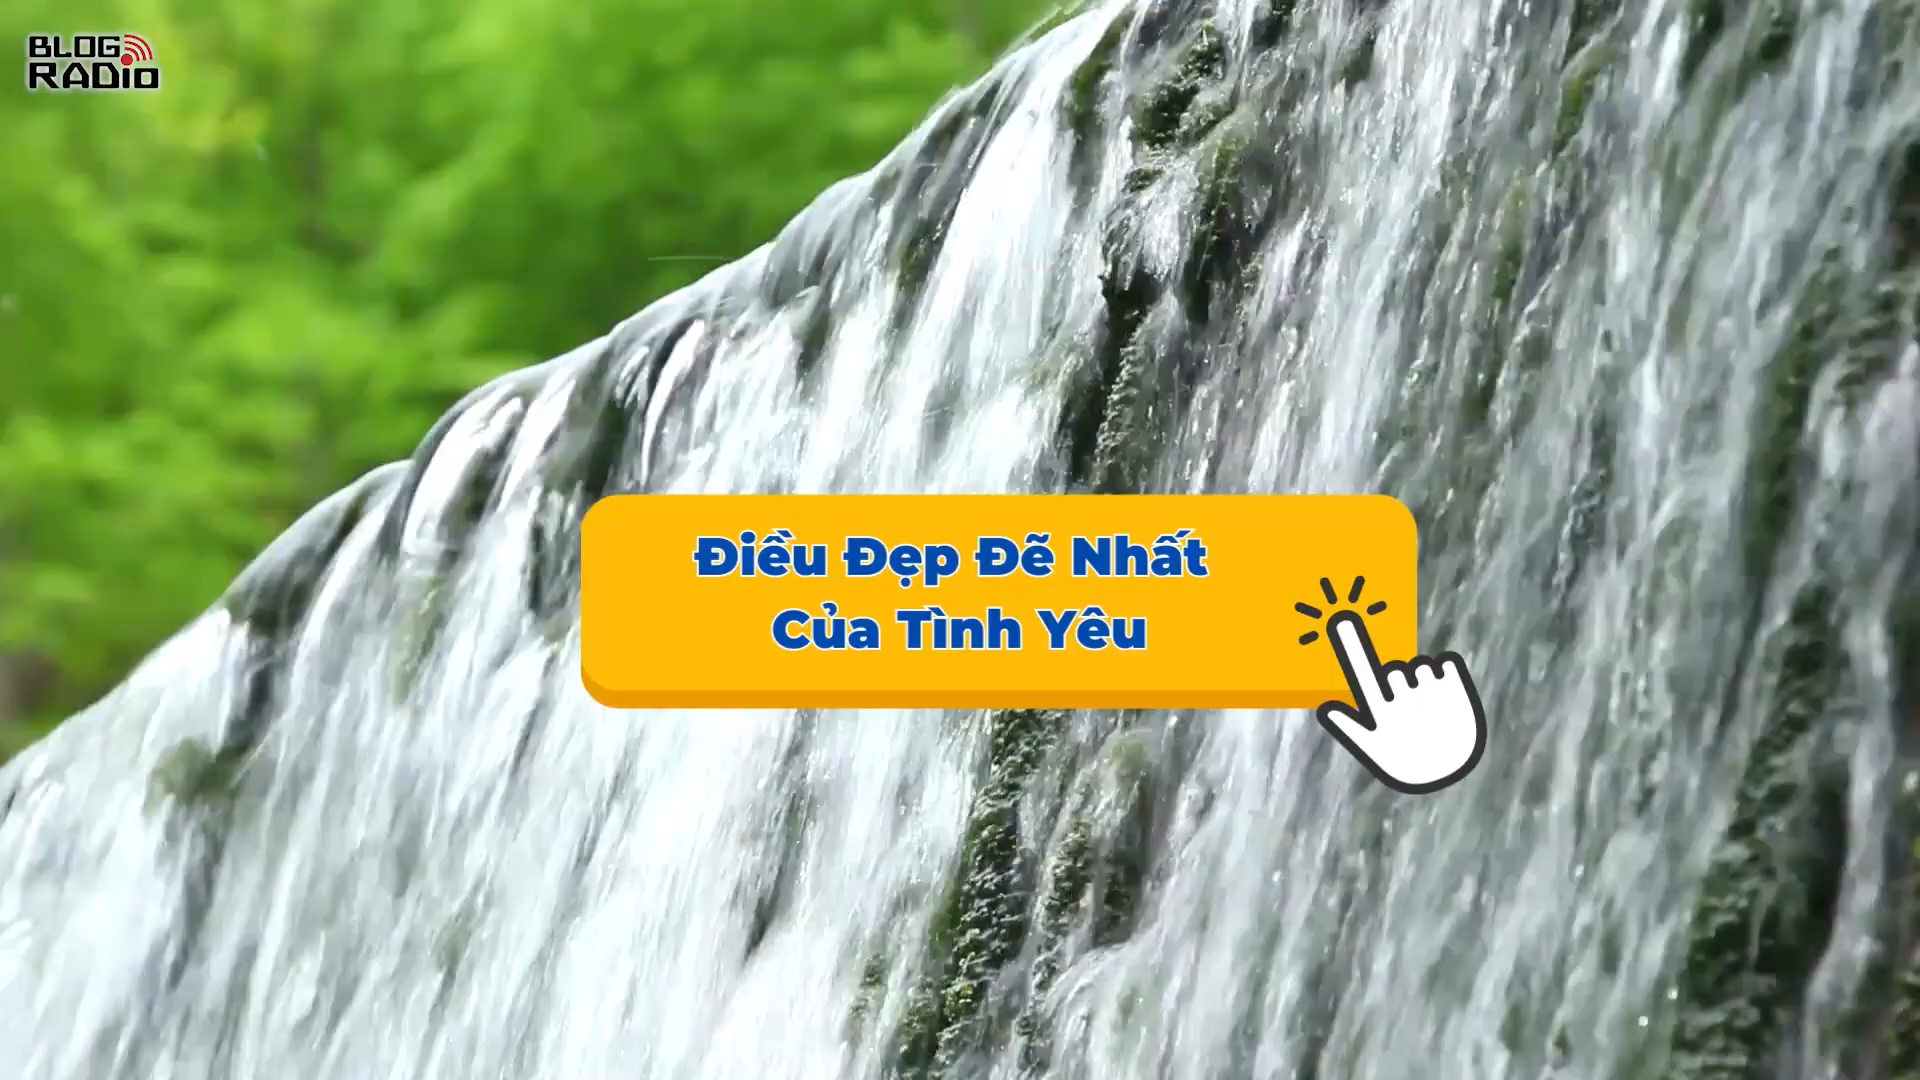 BLOG
RADIO
Điều Đẹp Đẽ Nhất
Của Tình Yêu